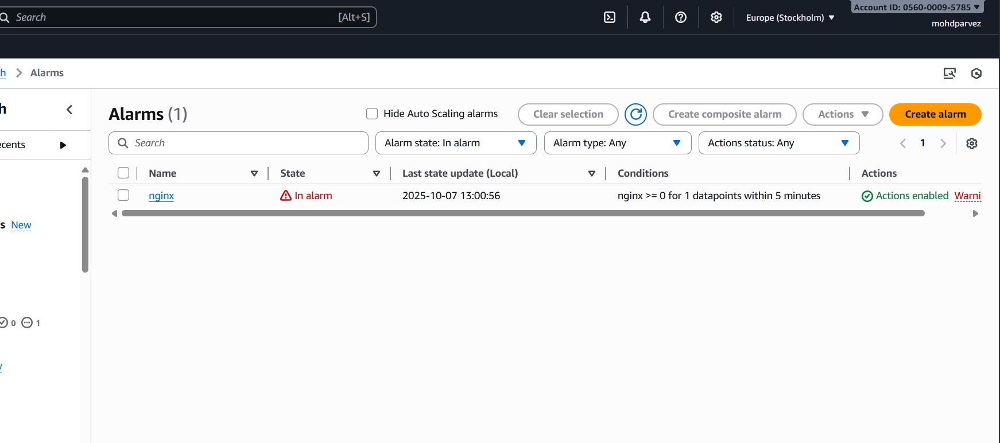 Search [Alt+S] Europe (Stockholm) Account ID: 0560-0009-5785
mohdparvez
h Alarms
h
Alarms (1) Hide Auto Scaling alarms Clear selection Create composite alarm Actions Create alarm
ecents Search Alarm state: In alarm Alarm type: Any Actions status: Any 1
Name State Last state update (Local) Conditions Actions
nginx In alarm 2025-10-07 13:00:56 nginx >= 0 for 1 datapoints within 5 minutes Actions enabled Warni
s New
0 1